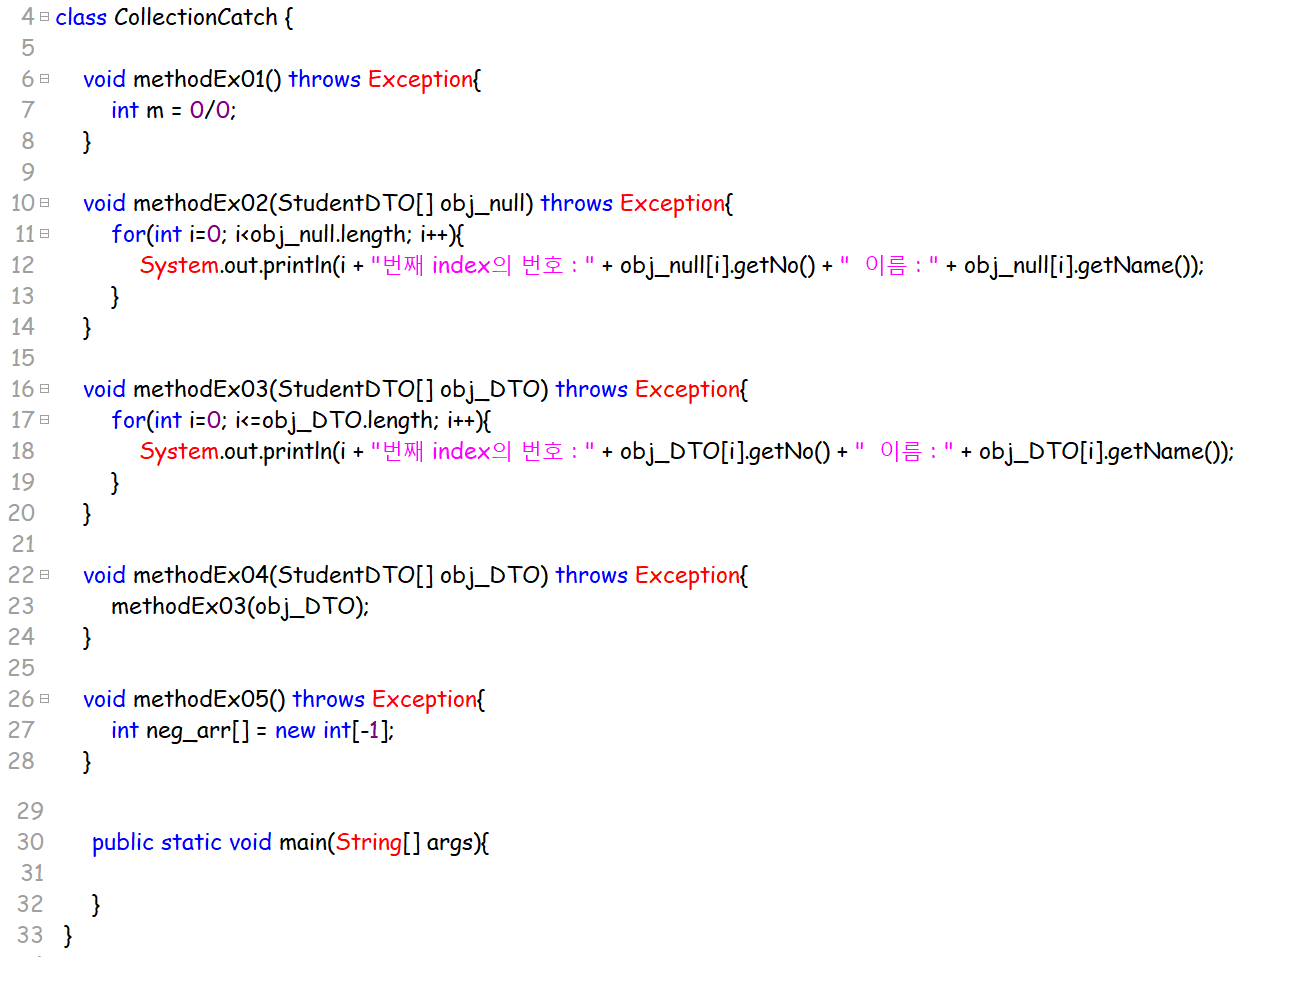 4 class CollectionCatch {
5
6 void methodEx01() throws Exception{
7 int m = 0/0;
8 }
9
10 void methodEx02(StudentDTO[] obj_null) throws Exception{
11 for(int i=0; i<obj_null.length; i++){
12 System.out.println(i + "번째 index의 번호 : " + obj_null[i].getNo() + "  이름 : " + obj_null[i].getName());
13 }
14 }
15
16 void methodEx03(StudentDTO[] obj_DTO) throws Exception{
17 for(int i=0; i<=obj_DTO.length; i++){
18 System.out.println(i + "번째 index의 번호 : " + obj_DTO[i].getNo() + "  이름 : " + obj_DTO[i].getName());
19 }
20 }
21
22 void methodEx04(StudentDTO[] obj_DTO) throws Exception{
23 methodEx03(obj_DTO);
24 }
25
26 void methodEx05() throws Exception{
27 int neg_arr[] = new int[-1];
28 }
29
30 public static void main(String[] args){
31
32 }
33 }